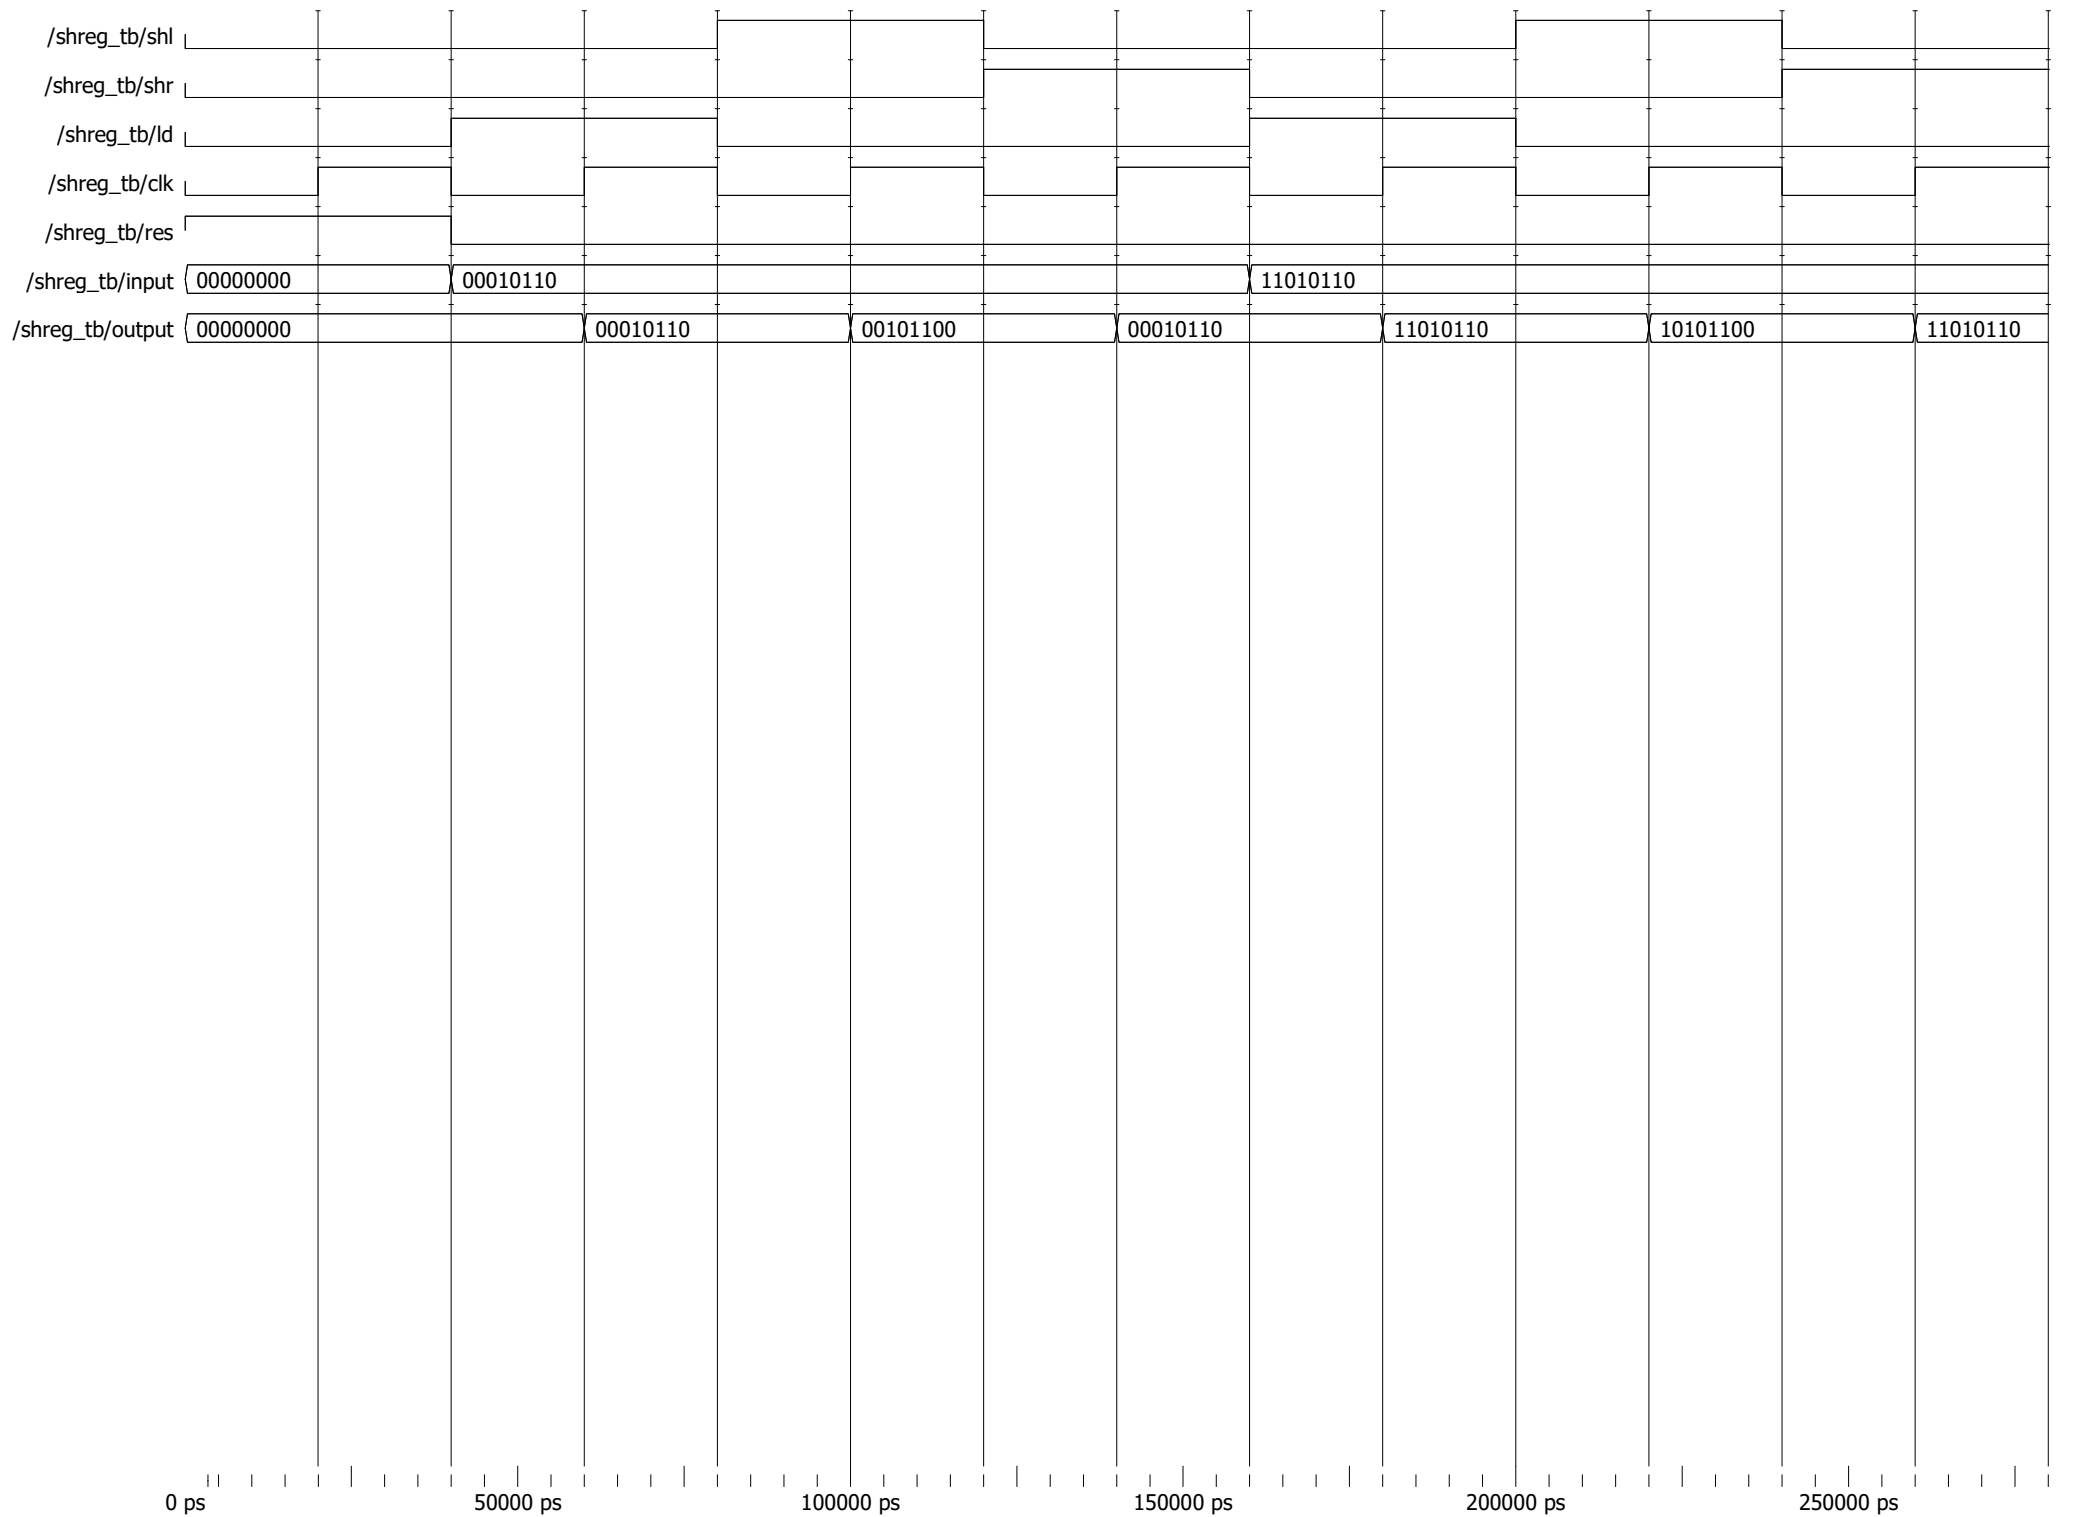 /shreg_tb/shl
/shreg_tb/shr
/shreg_tb/ld
/shreg_tb/clk
/shreg_tb/res
/shreg_tb/input 00000000 00010110 11010110
/shreg_tb/output 00000000 00010110 00101100 00010110 11010110 10101100 11010110
0 ps 50000 ps 100000 ps 150000 ps 200000 ps 250000 ps